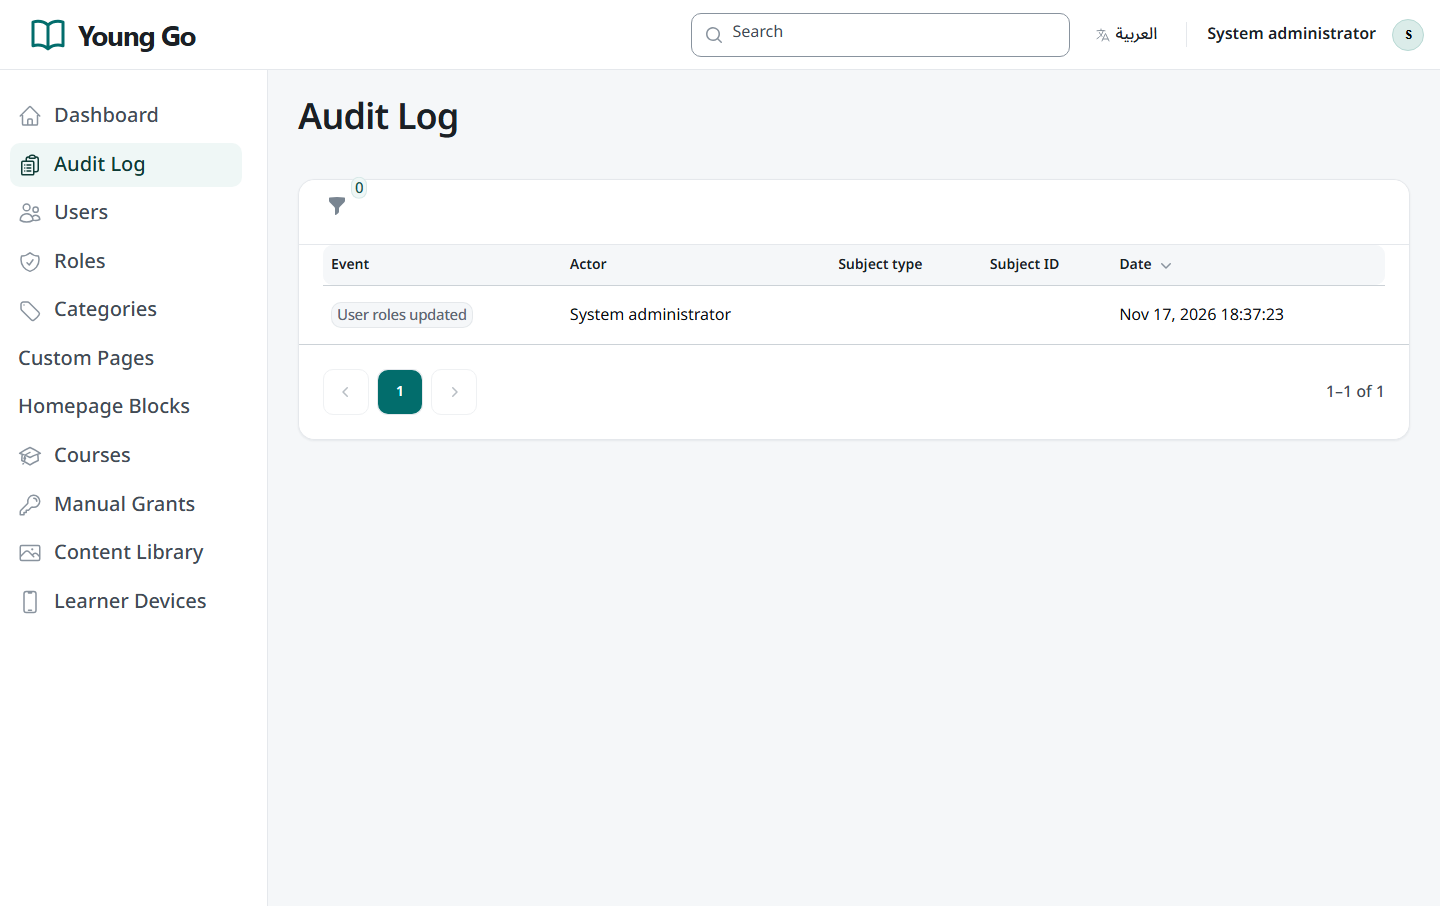 Young Go
Search
العربية
System administrator
S
Dashboard
Audit Log
Users
Roles
Categories
Custom Pages
Homepage Blocks
Courses
Manual Grants
Content Library
Learner Devices
Audit Log
0
Event Actor Subject type Subject ID Date
User roles updated System administrator Nov 17, 2026 18:37:23
1
1–1 of 1